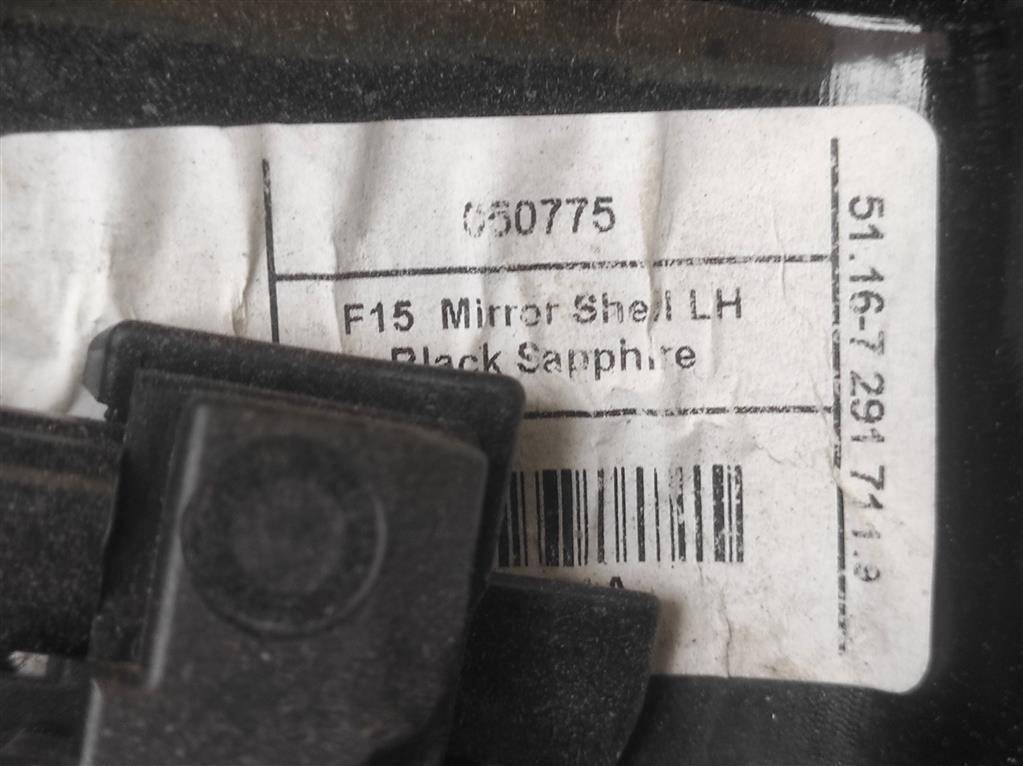 050775
F15 Mirror Shell LH
Black Sapphire
51.16-7 291 711.9
A